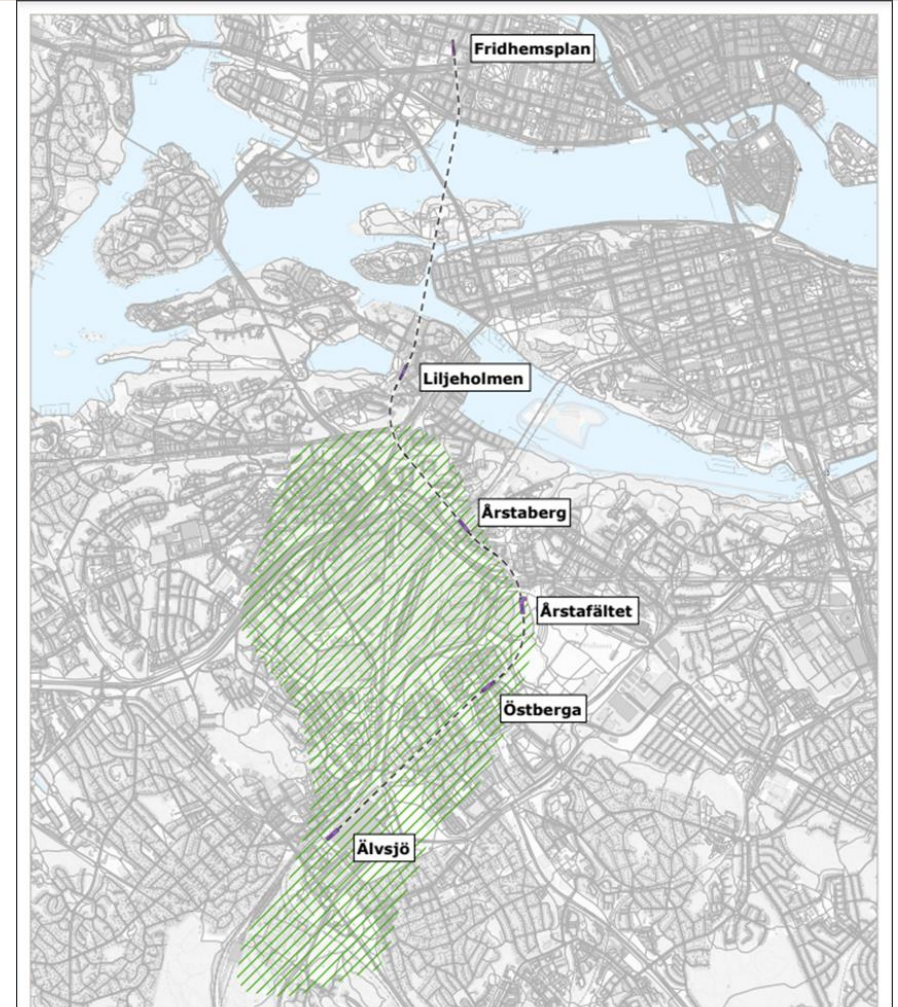 Fridhemsplan
Liljeholmen
Årstaberg
Årstafältet
Östberga
Älvsjö